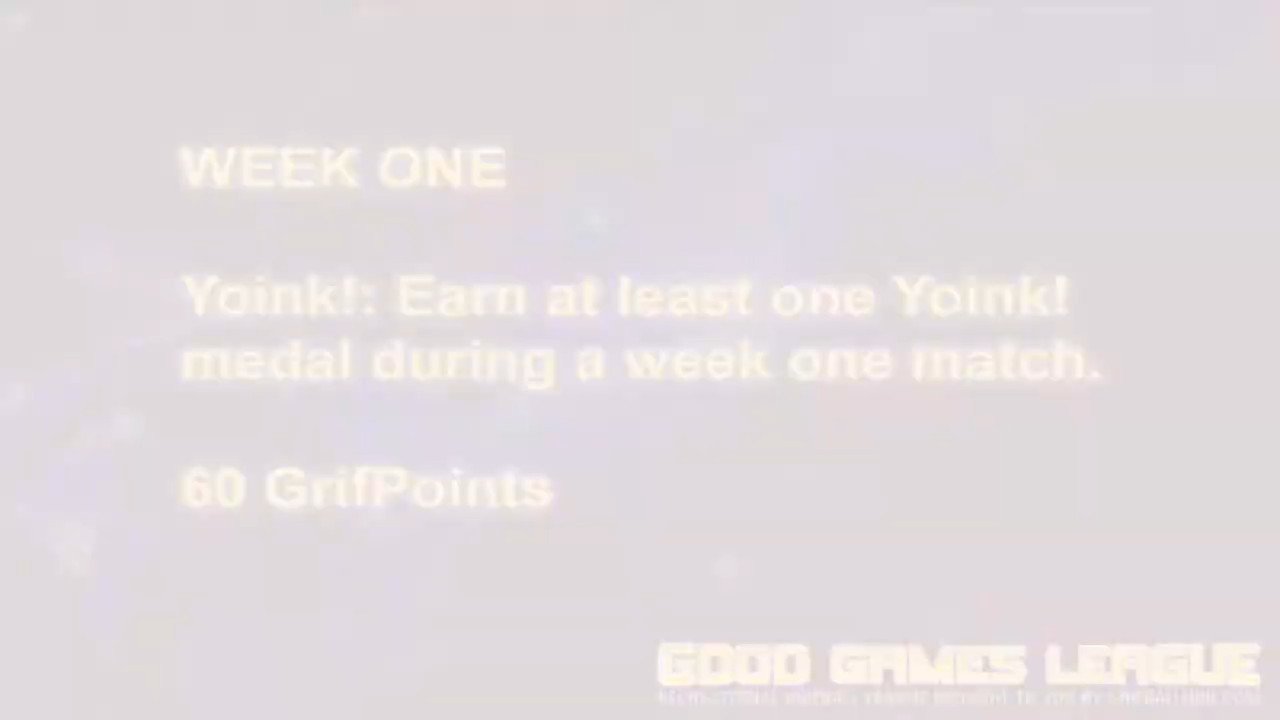 WEEK ONE
Yoink!: Earn at least one Yoink!
medal during a week one match.
60 GrifPoints
GOOD GAMES LEAGUE